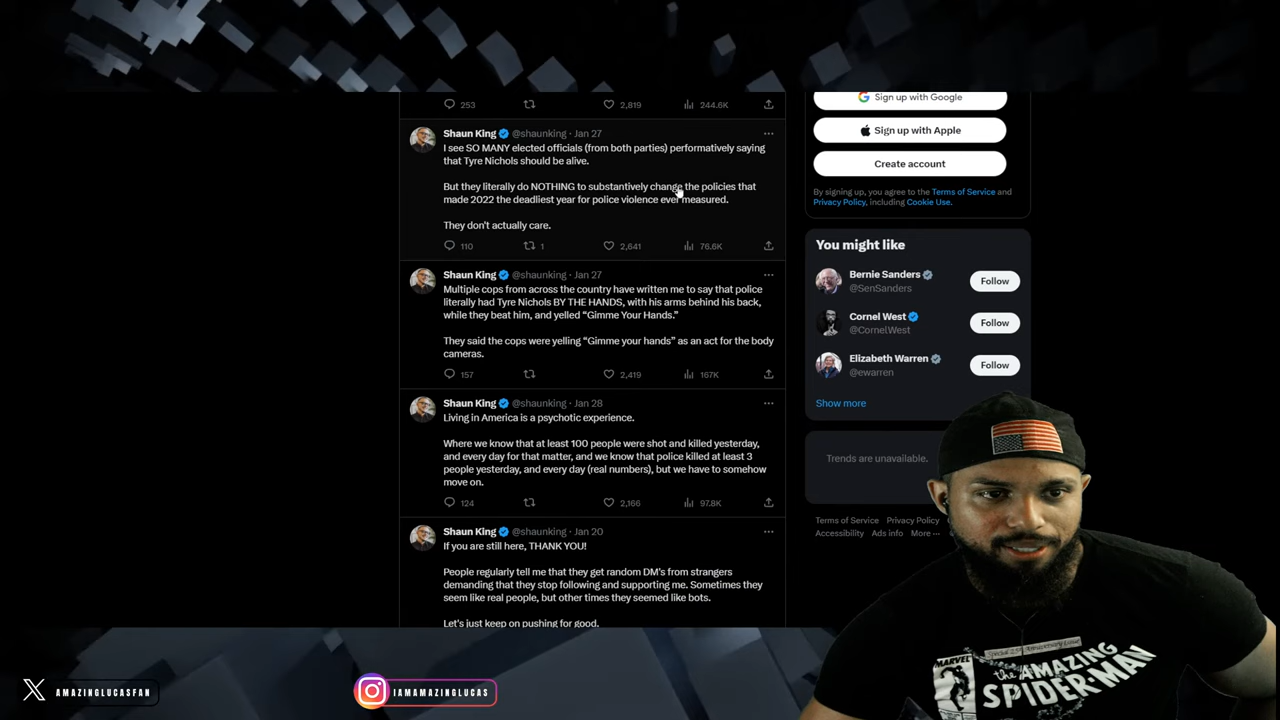 253 2,819 244.6K
Shaun King @shaunking · Jan 27
I see SO MANY elected officials (from both parties) performatively saying
that Tyre Nichols should be alive.
But they literally do NOTHING to substantively change the policies that
made 2022 the deadliest year for police violence ever measured.
They don't actually care.
110 1 2,641 76.6K
Shaun King @shaunking · Jan 27
Multiple cops from across the country have written me to say that police
literally had Tyre Nichols BY THE HANDS, with his arms behind his back,
while they beat him, and yelled “Gimme Your Hands.”
They said the cops were yelling “Gimme your hands” as an act for the body
cameras.
157 2,419 167K
Shaun King @shaunking · Jan 28
Living in America is a psychotic experience.
Where we know that at least 100 people were shot and killed yesterday,
and every day for that matter, and we know that police killed at least 3
people yesterday, and every day (real numbers), but we have to somehow
move on.
124 2,166 97.8K
Shaun King @shaunking · Jan 20
If you are still here, THANK YOU!
People regularly tell me that they get random DM's from strangers
demanding that they stop following and supporting me. Sometimes they
seem like real people, but other times they seemed like bots.
Let's just keep on pushing for good.
Sign up with Google
Sign up with Apple
Create account
By signing up, you agree to the Terms of Service and
Privacy Policy, including Cookie Use.
You might like
Bernie Sanders
@SenSanders
Follow
Cornel West
@CornelWest
Follow
Elizabeth Warren
@ewarren
Follow
Show more
Trends are unavailable.
Terms of Service Privacy Policy
Accessibility Ads info More ...
MARVEL
the AMAZING
SPIDER-MAN
AMAZINGLUCASFAN
IAMAMAZINGLUCAS